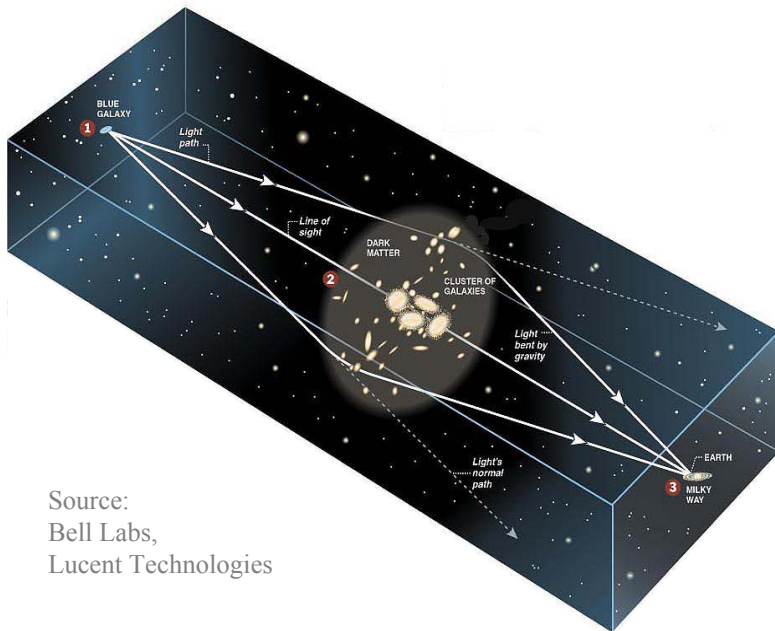 1
BLUE
GALAXY
Light
path
Line of
sight
DARK
MATTER
2
CLUSTER OF
GALAXIES
Light
bent by
gravity
Light's
normal
path
EARTH
3
MILKY
WAY
Source:
Bell Labs,
Lucent Technologies